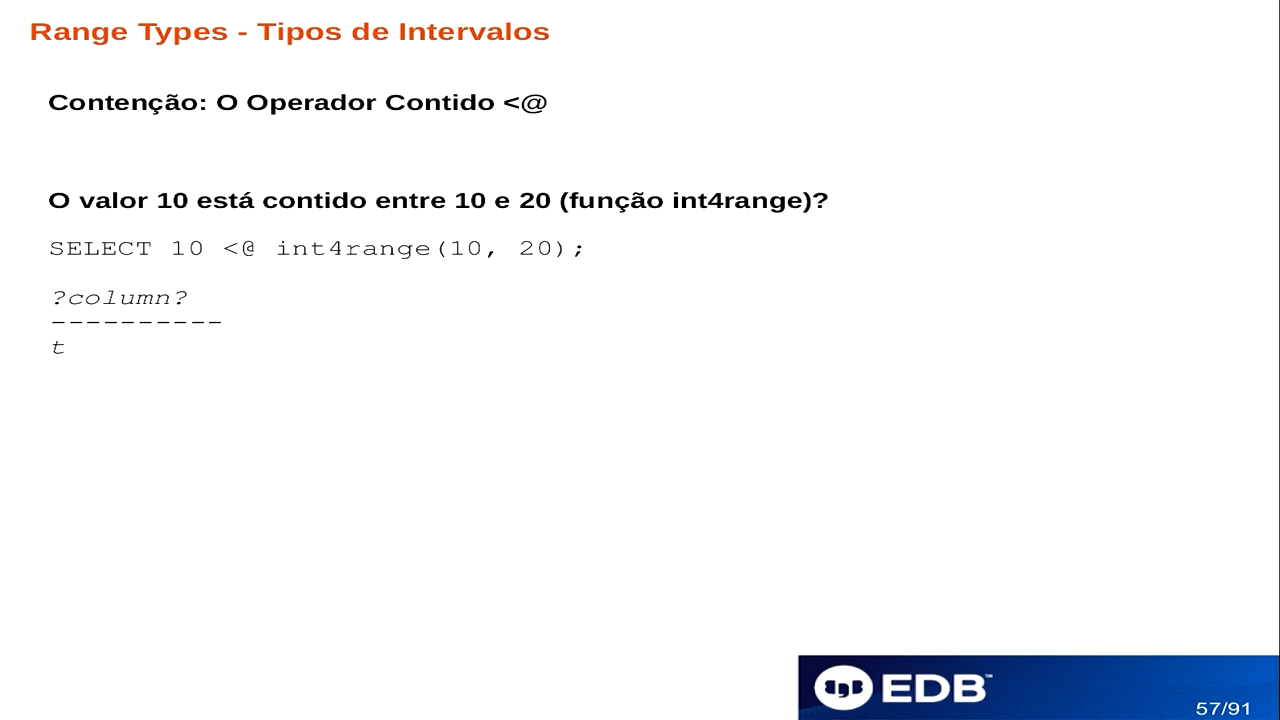 Range Types - Tipos de Intervalos
Contenção: O Operador Contido <@
O valor 10 está contido entre 10 e 20 (função int4range)?
SELECT 10 <@ int4range(10, 20);
?column?
----------
t
EDB™
57/91